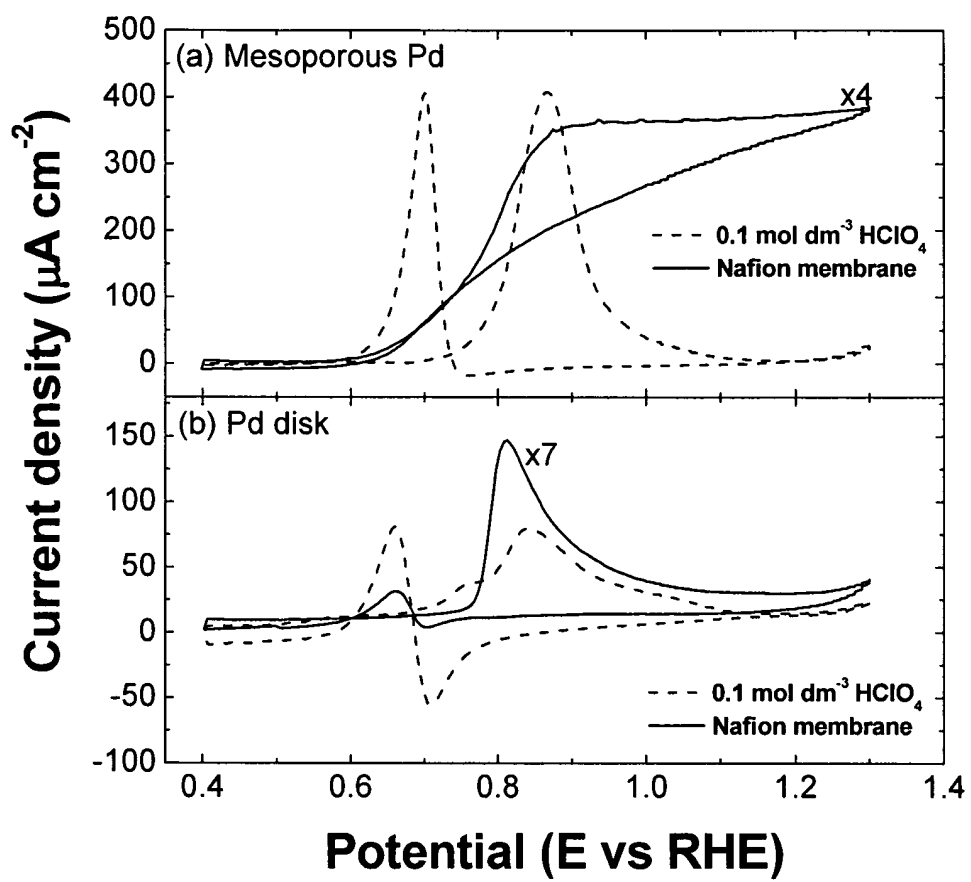 500
(a) Mesoporous Pd
400
x4
300
200
0.1 mol dm⁻³ HClO₄
Nafion membrane
100
0
Current density (μA cm⁻²)
(b) Pd disk
150
x7
100
50
0
0.1 mol dm⁻³ HClO₄
-50
Nafion membrane
-100
0.4 0.6 0.8 1.0 1.2 1.4
Potential (E vs RHE)